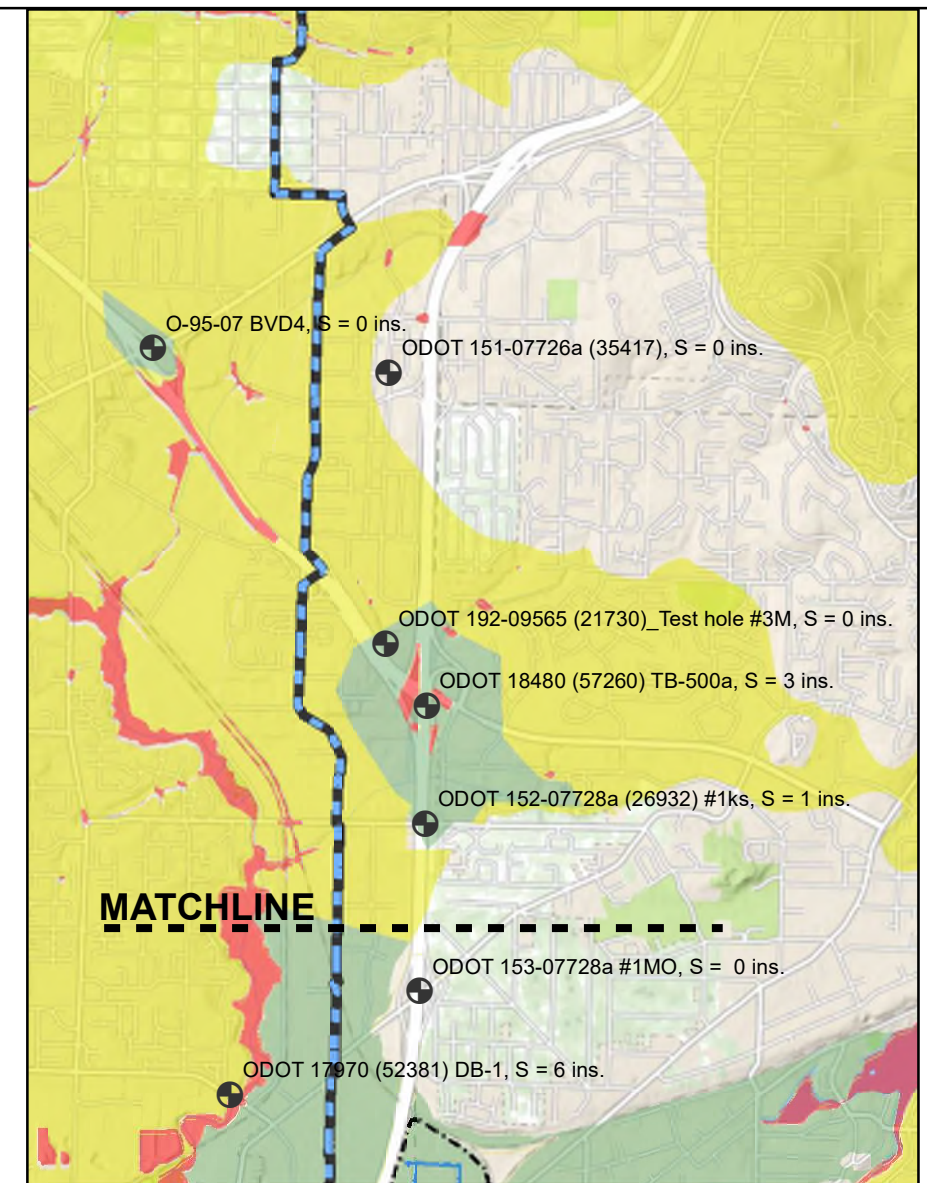 O-95-07 BVD4, S = 0 ins.
ODOT 151-07726a (35417), S = 0 ins.
ODOT 192-09565 (21730)_Test hole #3M, S = 0 ins.
ODOT 18480 (57260) TB-500a, S = 3 ins.
ODOT 152-07728a (26932) #1ks, S = 1 ins.
MATCHLINE
ODOT 153-07728a #1MO, S =  0 ins.
ODOT 17970 (52381) DB-1, S = 6 ins.